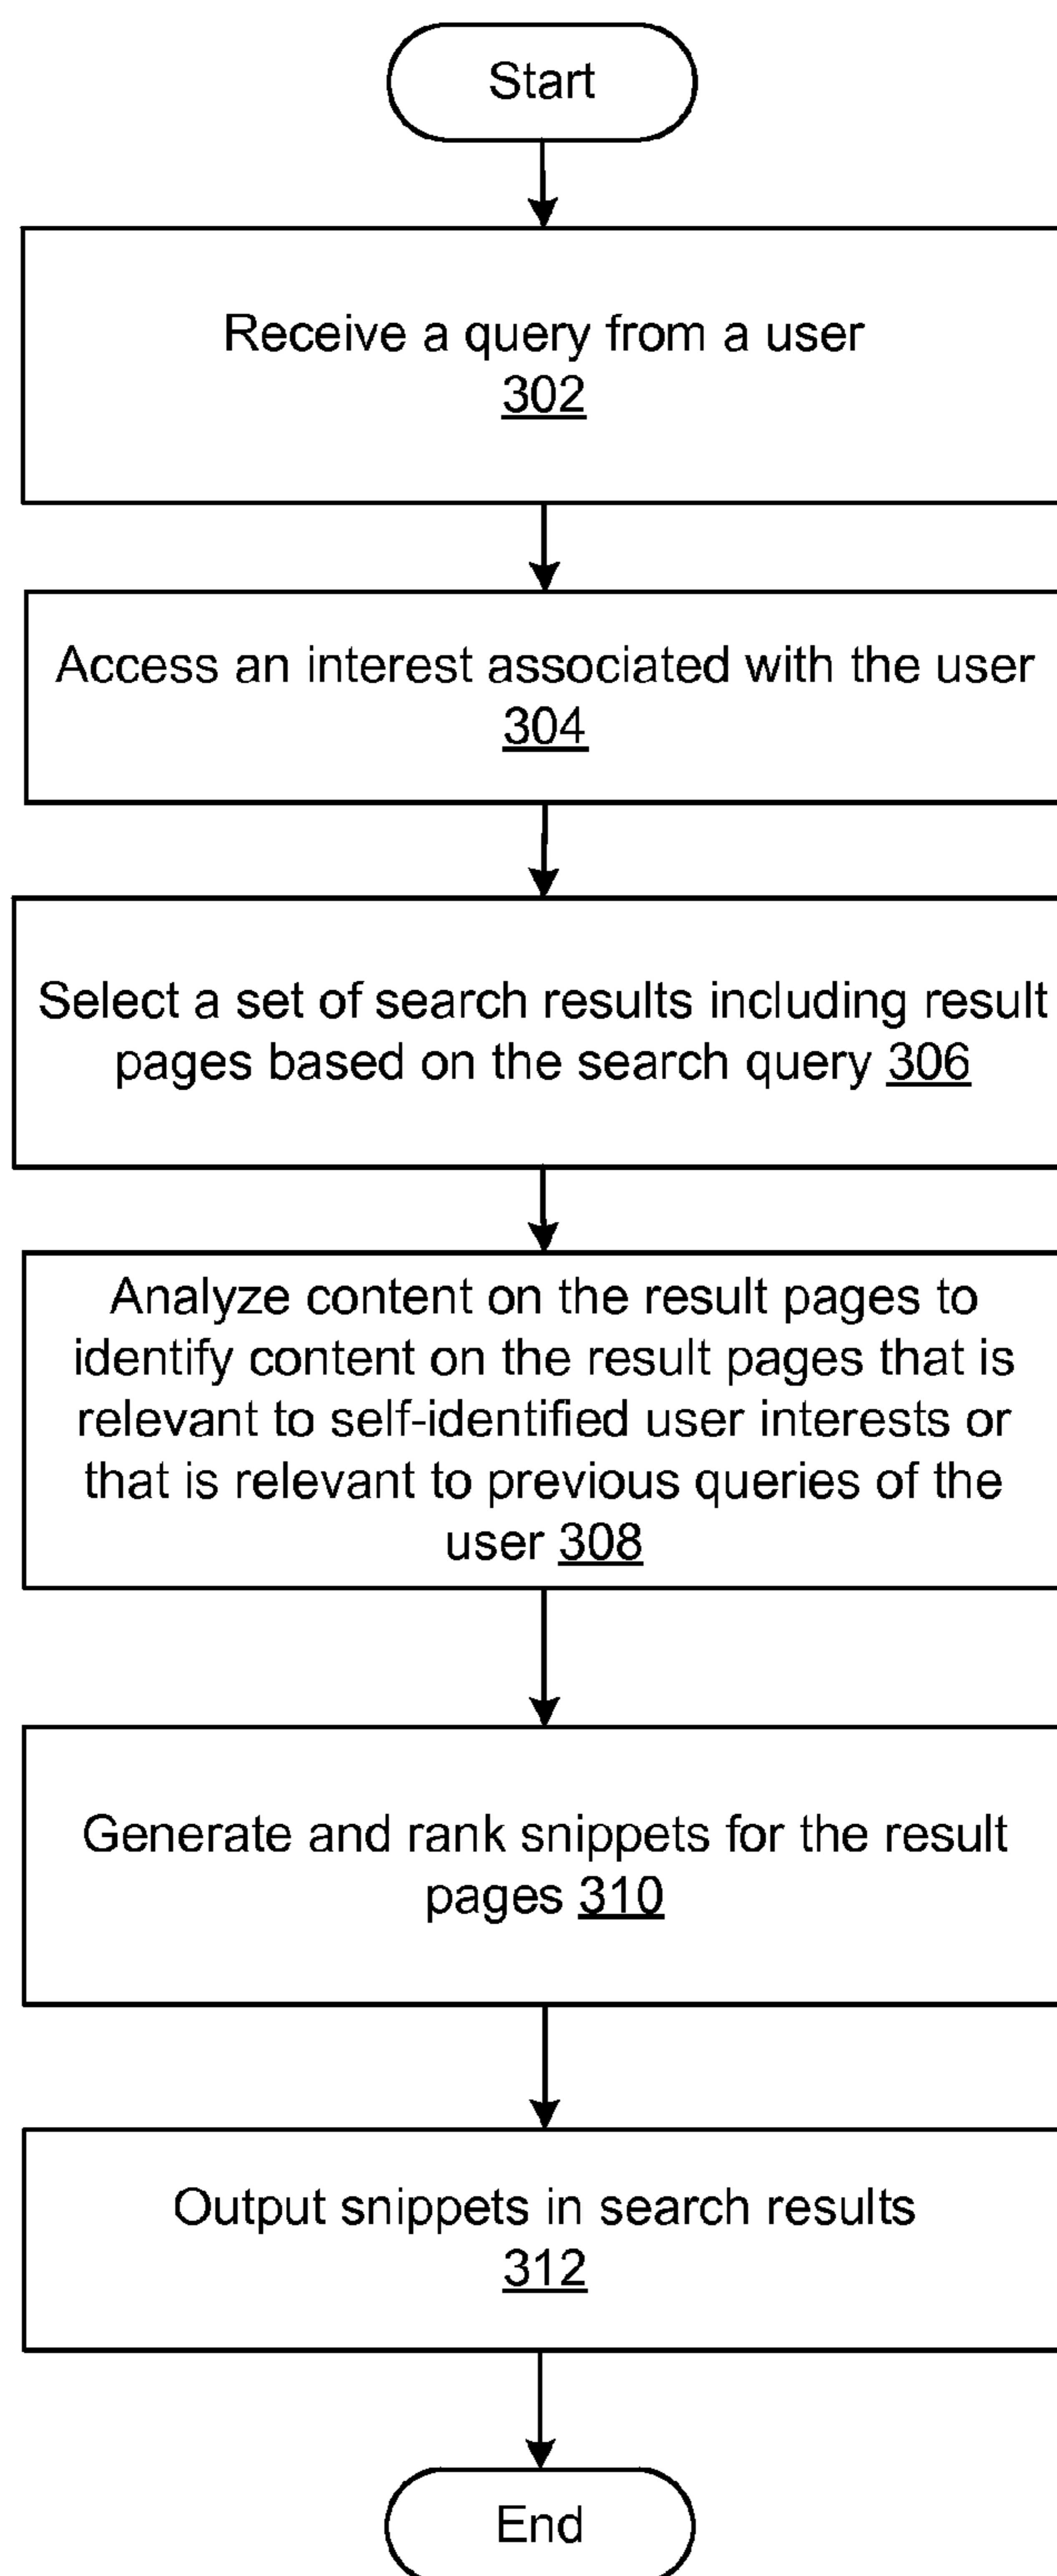 Start
Receive a query from a user
302
Access an interest associated with the user
304
Select a set of search results including result
pages based on the search query 306
Analyze content on the result pages to
identify content on the result pages that is
relevant to self-identified user interests or
that is relevant to previous queries of the
user 308
Generate and rank snippets for the result
pages 310
Output snippets in search results
312
End